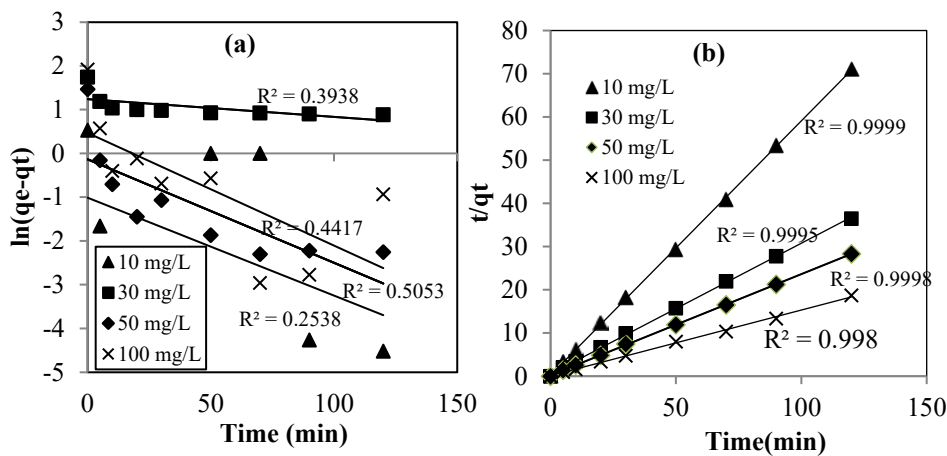 (a)
ln(qe-qt)
2
1
0
-1
-2
-3
-4
-5
3
R² = 0.3938
R² = 0.4417
R² = 0.5053
R² = 0.2538
10 mg/L
30 mg/L
50 mg/L
100 mg/L
0
50
100
150
Time (min)
(b)
t/qt
80
70
60
50
40
30
20
10
0
10 mg/L
30 mg/L
50 mg/L
100 mg/L
R² = 0.9999
R² = 0.9995
R² = 0.9998
R² = 0.998
0
50
100
150
Time(min)